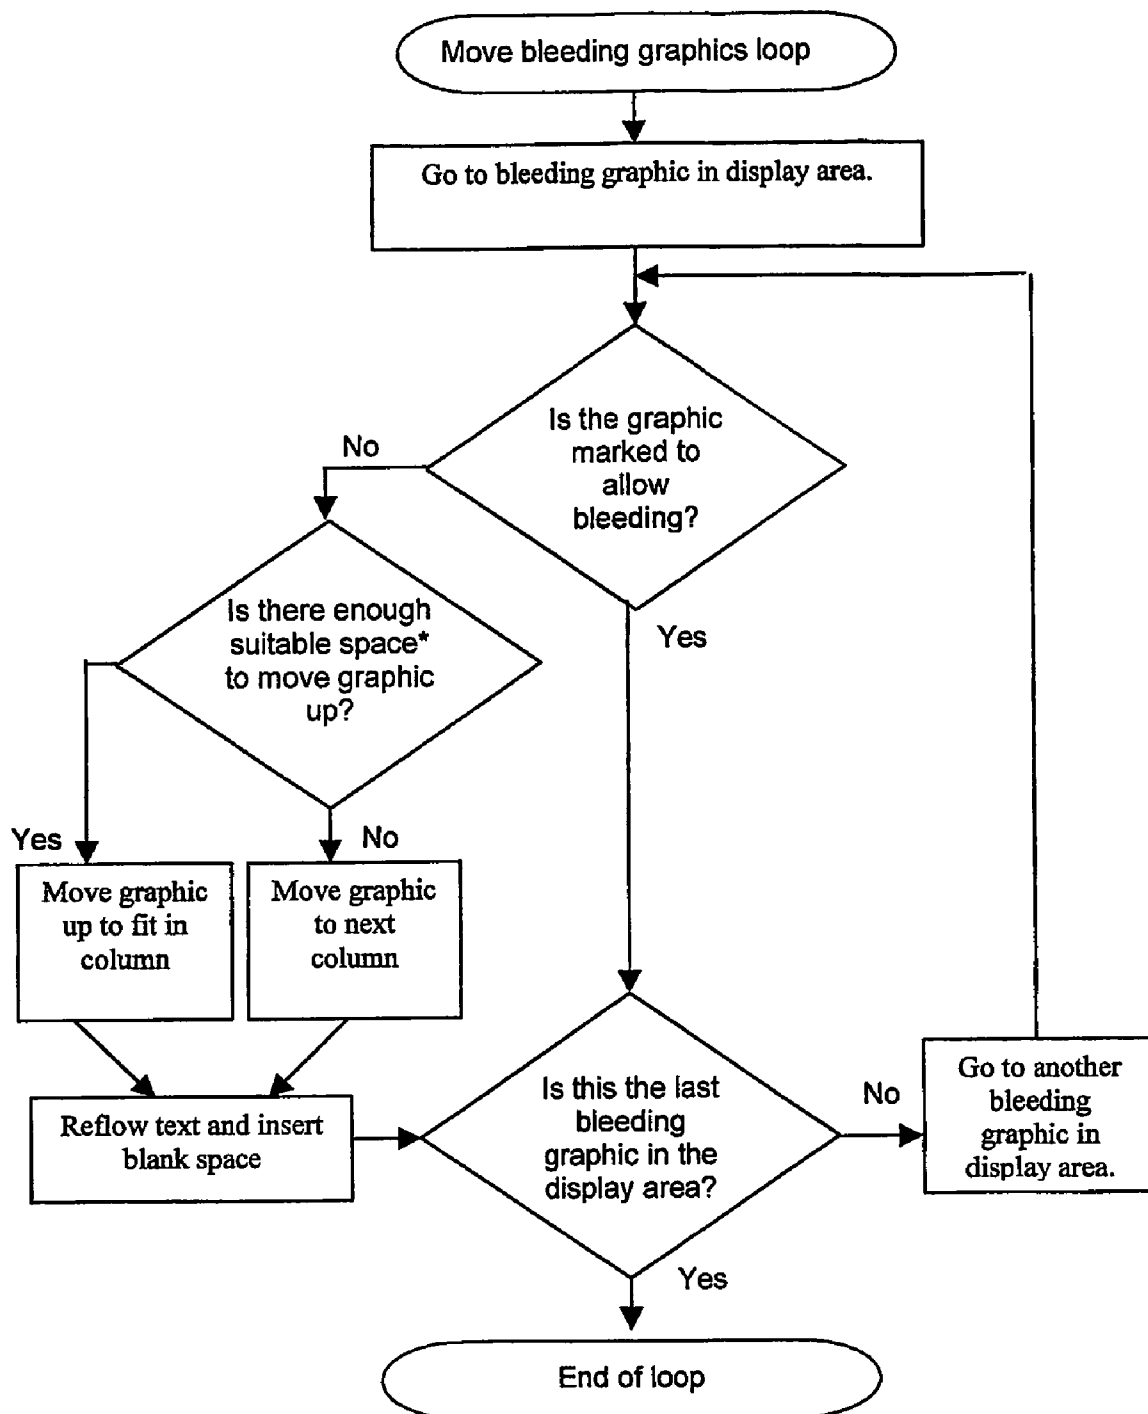 Move bleeding graphics loop
Go to bleeding graphic in display area.
Is the graphic
marked to
allow
bleeding?
No
Yes
Is there enough
suitable space*
to move graphic
up?
Yes
No
Move graphic
up to fit in
column
Move graphic
to next
column
Reflow text and insert
blank space
Is this the last
bleeding
graphic in the
display area?
No
Go to another
bleeding
graphic in
display area.
Yes
End of loop